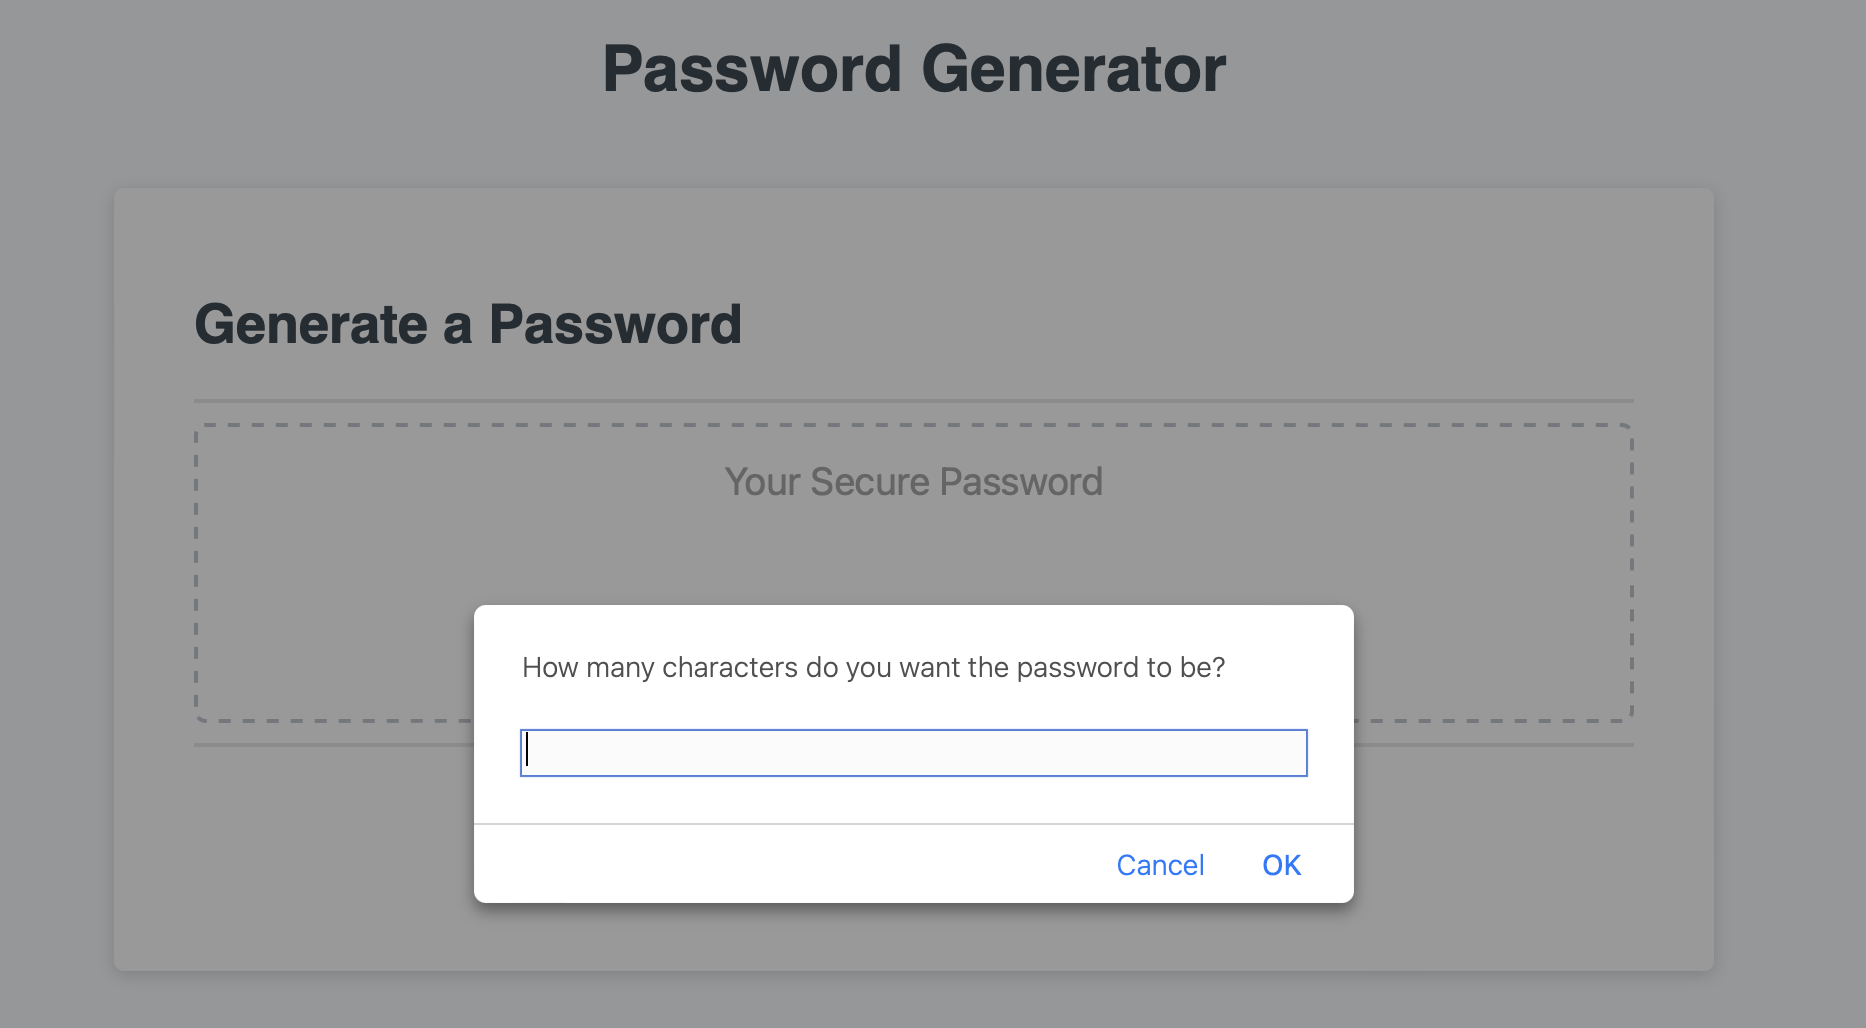 Password Generator
Generate a Password
Your Secure Password
How many characters do you want the password to be?
Cancel OK